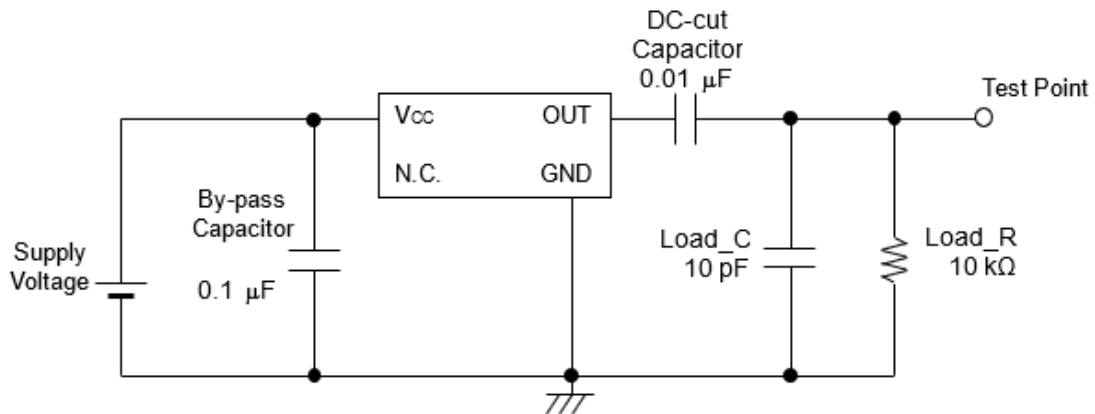 DC-cut
Capacitor
0.01 μF
Test Point
Vcc OUT
N.C. GND
By-pass
Capacitor
0.1 μF
Supply
Voltage
Load_C
10 pF
Load_R
10 kΩ